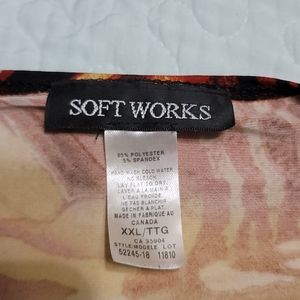 SOFT WORKS
95% POLYESTER
5% SPANDEX
HAND WASH COLD WATER
NO BLEACH
LAY FLAT TO DRY
LAVER A LA MAIN A
L'EAU FROIDE
NE PAS BLANCHIR
SÉCHER A PLAT.
MADE IN FABRIQUE AU
CANADA
XXL/TTG
CA 35904
STYLE:MODELE LOT
52245-18 11810